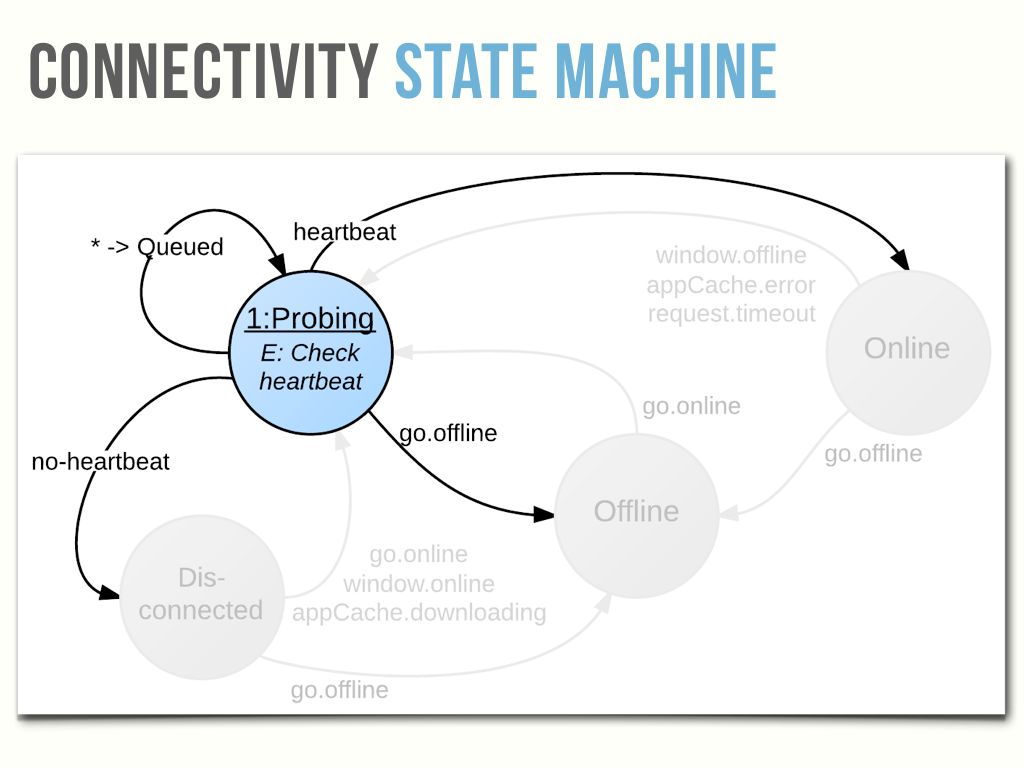 CONNECTIVITY STATE MACHINE
* -> Queued
heartbeat
window.offline
appCache.error
request.timeout
1:Probing
E: Check
heartbeat
Online
go.online
go.offline
go.offline
no-heartbeat
Offline
go.online
window.online
appCache.downloading
Dis-
connected
go.offline